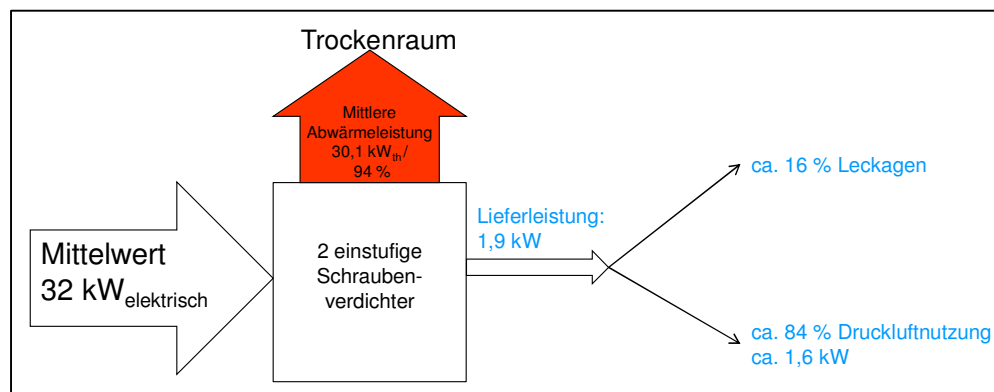 Trockenraum
Mittlere
Abwärmeleistung
30,1 kWth/
94 %
Mittelwert
32 kWelektrisch
2 einstufige
Schrauben-
verdichter
Lieferleistung:
1,9 kW
ca. 16 % Leckagen
ca. 84 % Druckluftnutzung
ca. 1,6 kW